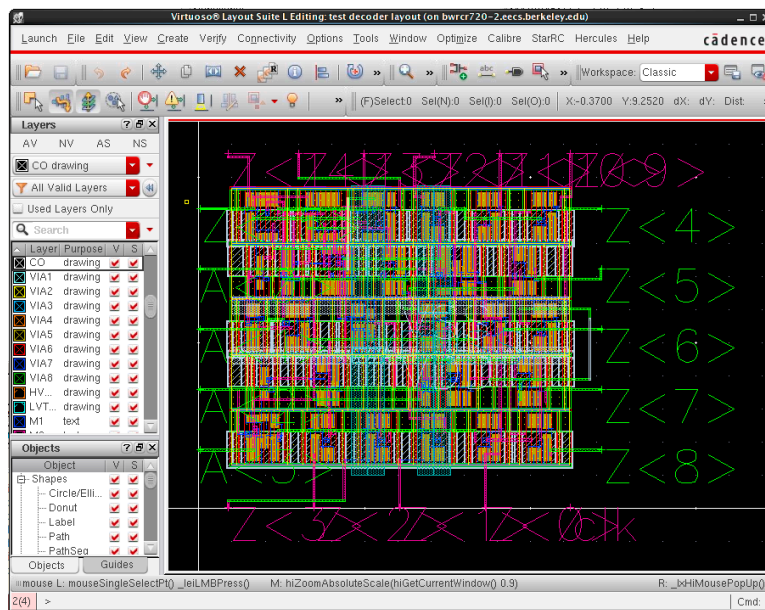 Virtuoso® Layout Suite L Editing: test decoder layout (on bwrcr720-2.eecs.berkeley.edu)
Launch File Edit View Create Verify Connectivity Options Tools Window Optimize Calibre StarRC Hercules Help cādence
» » abc » Workspace: Classic
» (F)Select:0 Sel(N):0 Sel(I):0 Sel(O):0 X:-0.3700 Y:9.2520 dX: dY: Dist: »
Layers
AV NV AS NS
CO drawing
All Valid Layers
Used Layers Only
Search
Layer Purpose V S
CO drawing
VIA1 drawing
VIA2 drawing
VIA3 drawing
VIA4 drawing
VIA5 drawing
VIA6 drawing
VIA7 drawing
VIA8 drawing
HV... drawing
LVT... drawing
M1 text
Objects
Object V S
Shapes
Circle/Elli...
Donut
Label
Path
PathSeg
Objects Guides
Z<4>
Z<5>
Z<6>
Z<7>
Z<8>
mouse L: mouseSingleSelectPt() _leiLMBPress() M: hiZoomAbsoluteScale(hiGetCurrentWindow() 0.9) R: _lxHiMousePopUp()
2(4) > Cmd: